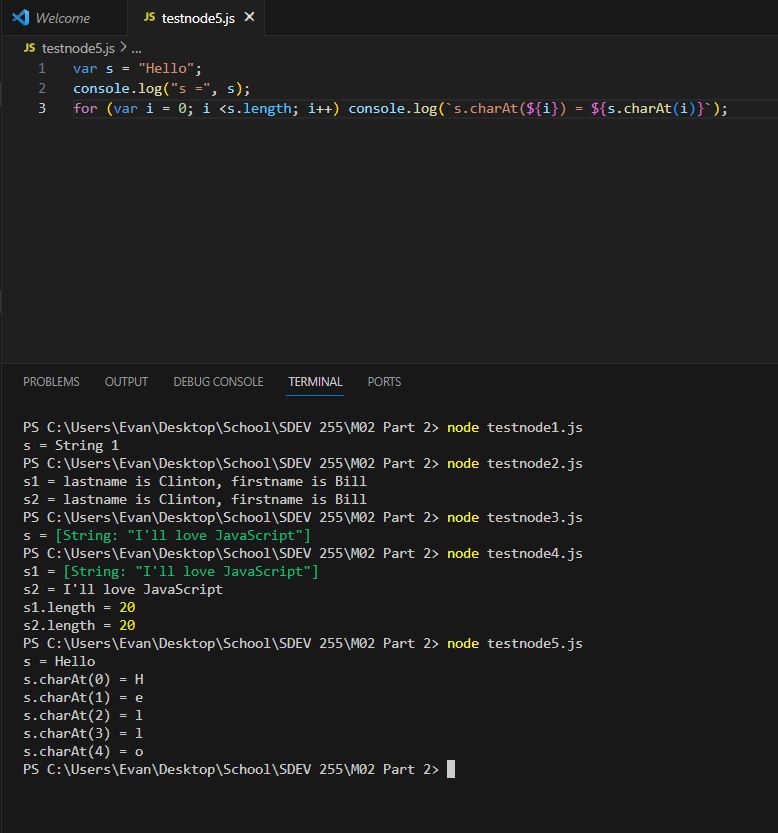 Welcome
JS testnode5.js ×
JS testnode5.js > ...
1 var s = "Hello";
2 console.log("s =", s);
3 for (var i = 0; i <s.length; i++) console.log(`s.charAt(${i}) = ${s.charAt(i)}`);
PROBLEMS OUTPUT DEBUG CONSOLE TERMINAL PORTS
PS C:\Users\Evan\Desktop\School\SDEV 255\M02 Part 2> node testnode1.js
s = String 1
PS C:\Users\Evan\Desktop\School\SDEV 255\M02 Part 2> node testnode2.js
s1 = lastname is Clinton, firstname is Bill
s2 = lastname is Clinton, firstname is Bill
PS C:\Users\Evan\Desktop\School\SDEV 255\M02 Part 2> node testnode3.js
s = [String: "I'll love JavaScript"]
PS C:\Users\Evan\Desktop\School\SDEV 255\M02 Part 2> node testnode4.js
s1 = [String: "I'll love JavaScript"]
s2 = I'll love JavaScript
s1.length = 20
s2.length = 20
PS C:\Users\Evan\Desktop\School\SDEV 255\M02 Part 2> node testnode5.js
s = Hello
s.charAt(0) = H
s.charAt(1) = e
s.charAt(2) = l
s.charAt(3) = l
s.charAt(4) = o
PS C:\Users\Evan\Desktop\School\SDEV 255\M02 Part 2>